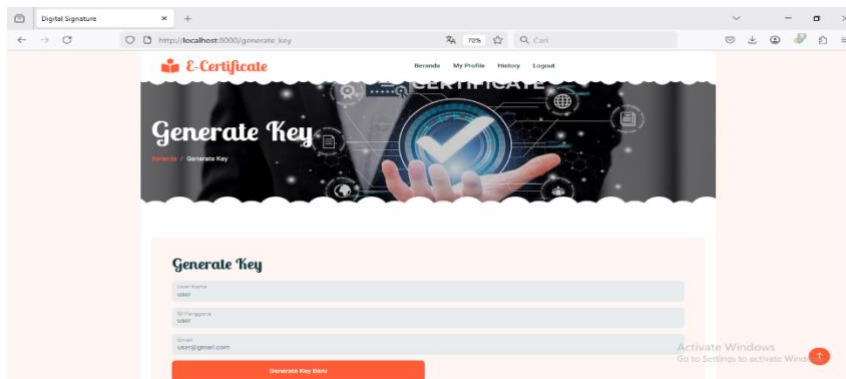 Digital Signature
http://localhost:8000/generate_key
70%
Cari
E-Certificate
Beranda My Profile History Logout
CERTIFICATE
Generate Key
Beranda / Generate Key
Generate Key
User Name
user
ID Pengguna
user
Email
user@gmail.com
Generate Key Baru
Activate Windows
Go to Settings to activate Windo